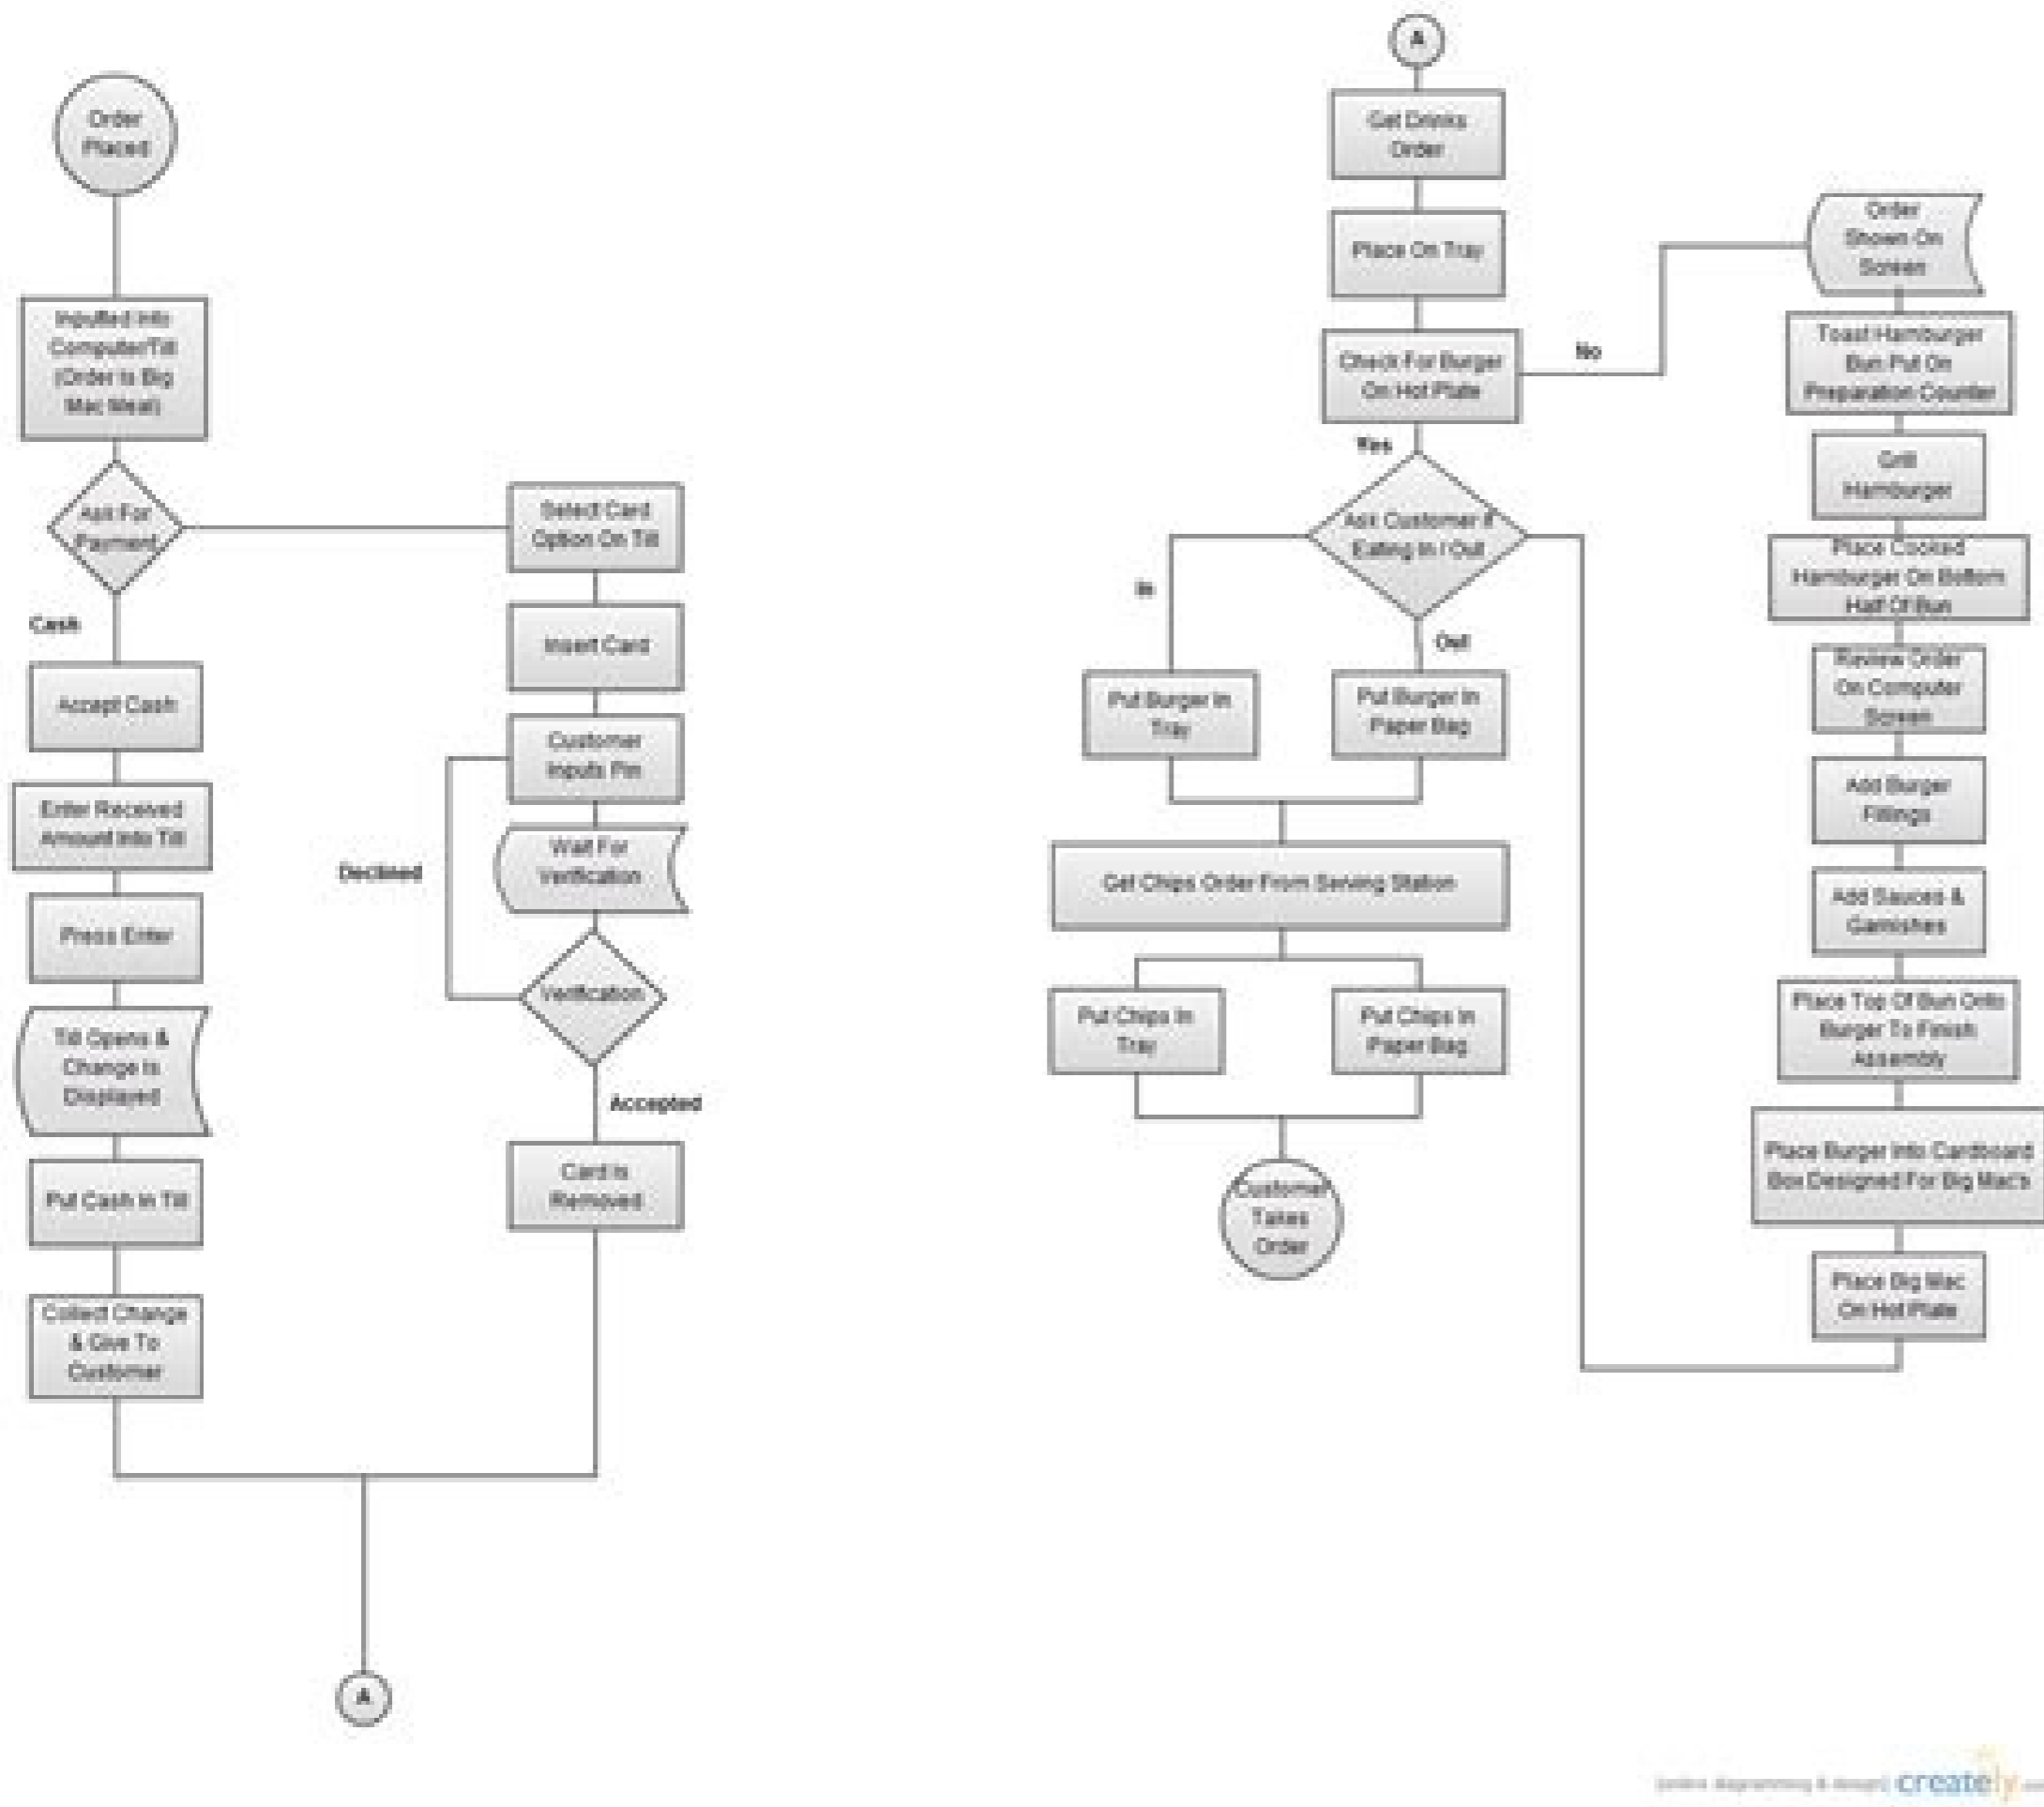 Order
Placed
Inputted Into
Computer/Till
(Order Is Big
Mac Meal)
Ask For
Payment
Cash
Accept Cash
Enter Received
Amount Into Till
Press Enter
Till Opens &
Change Is
Displayed
Put Cash In Till
Collect Change
& Give To
Customer
Select Card
Option On Till
Insert Card
Customer
Inputs Pin
Wait For
Verification
Declined
Verification
Accepted
Card Is
Removed
A
A
Get Drinks
Order
Place On Tray
Check For Burger
On Hot Plate
No
Yes
Ask Customer If
Eating In / Out
In
Out
Put Burger In
Tray
Put Burger In
Paper Bag
Get Chips Order From Serving Station
Put Chips In
Tray
Put Chips In
Paper Bag
Customer
Takes
Order
Order
Shown On
Screen
Toast Hamburger
Bun Put On
Preparation Counter
Grill
Hamburger
Place Cooked
Hamburger On Bottom
Half Of Bun
Review Order
On Computer
Screen
Add Burger
Fillings
Add Sauces &
Garnishes
Place Top Of Bun Onto
Burger To Finish
Assembly
Place Burger Into Cardboard
Box Designed For Big Mac's
Place Big Mac
On Hot Plate
creately